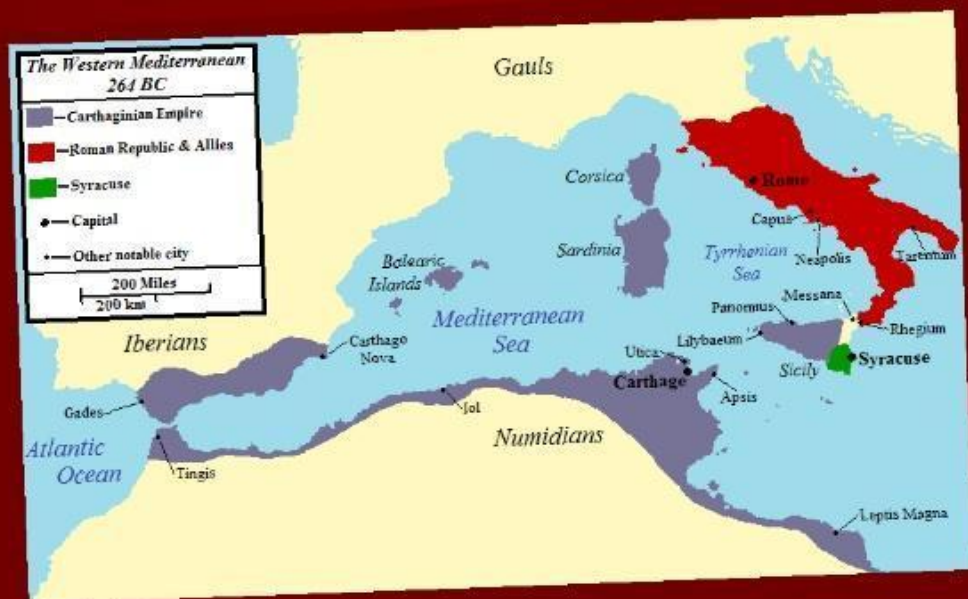 The Western Mediterranean
264 BC
Carthaginian Empire
Roman Republic & Allies
Syracuse
Capital
Other notable city
200 Miles
200 km
Gauls
Corsica
Rome
Capua
Sardinia
Tyrrhenian
Sea
Neapolis
Tarentum
Balearic
Islands
Panormus
Messana
Mediterranean
Sea
Rhegium
Lilybaeum
Iberians
Carthago
Nova
Utica
Syracuse
Sicily
Carthage
Apsis
Gades
Iol
Numidians
Atlantic
Ocean
Tingis
Leptis Magna